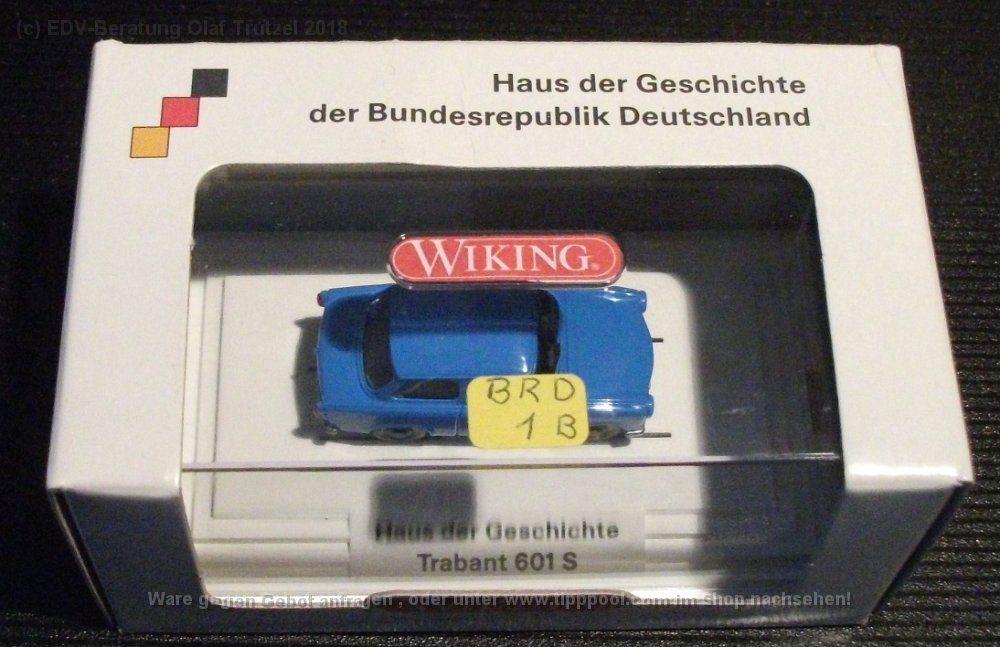 (c) EDV-Beratung Olaf Trutzel 2018
Haus der Geschichte
der Bundesrepublik Deutschland
WIKING®
BRD
1 B
Haus der Geschichte
Trabant 601 S
Ware gegen Gebot anfragen , oder unter www.tipppool.com im Shop nachsehen!